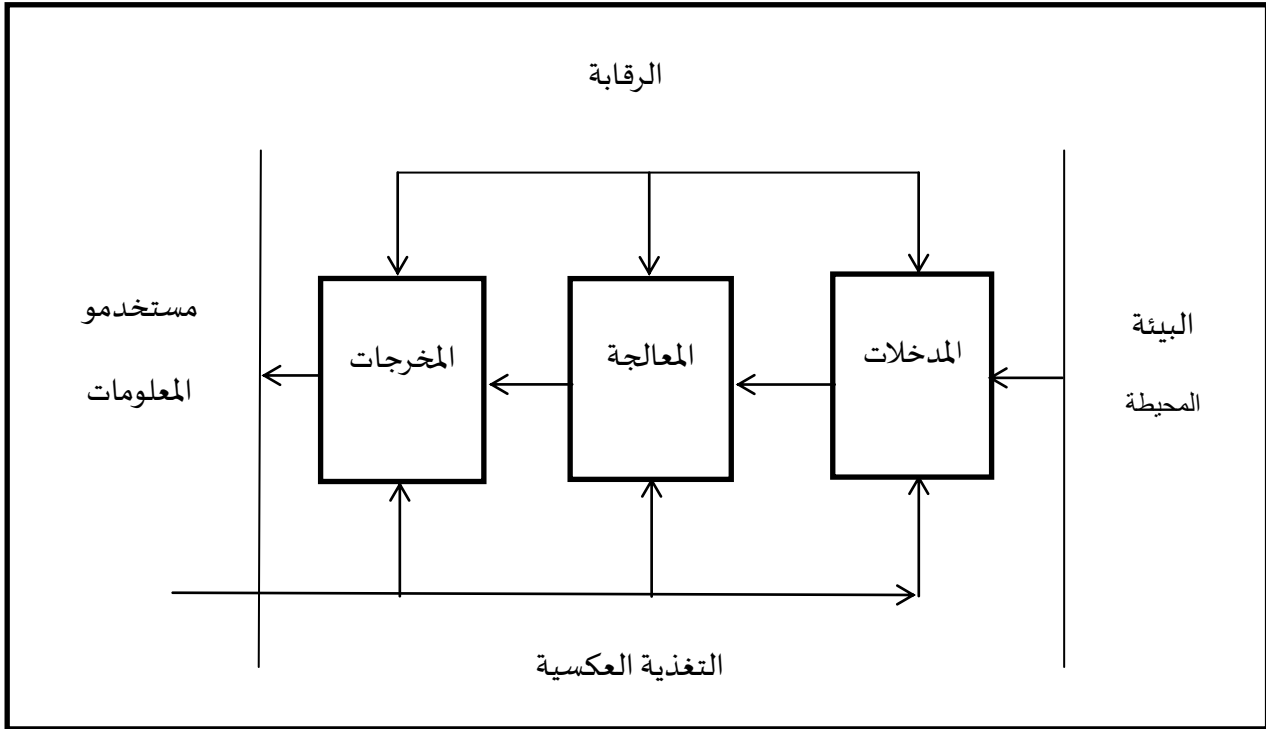 الرقابة
البيئة
المحيطة
المدخلات
المعالجة
المخرجات
مستخدمو
المعلومات
التغذية العكسية